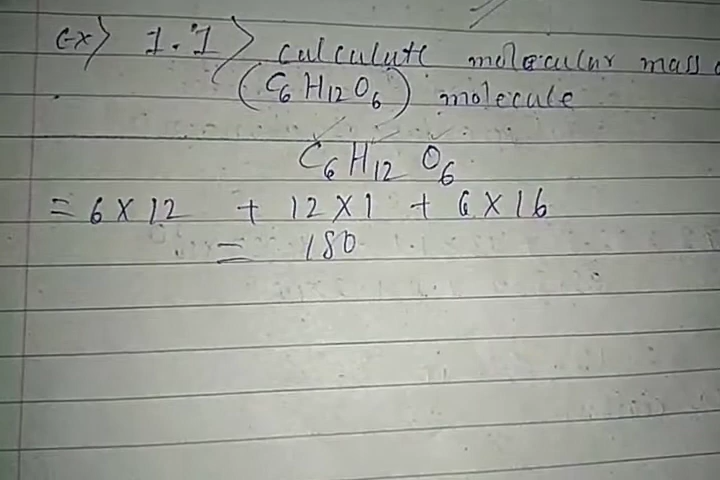 Ex) 1.1) calculate molecular mass
(C₆H₁₂O₆) molecule
C₆H₁₂O₆
= 6 × 12 + 12 × 1 + 6 × 16
= 180